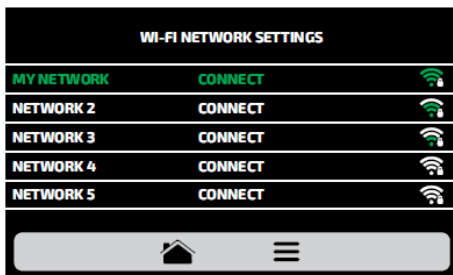 WI-FI NETWORK SETTINGS
MY NETWORK CONNECT
NETWORK 2 CONNECT
NETWORK 3 CONNECT
NETWORK 4 CONNECT
NETWORK 5 CONNECT